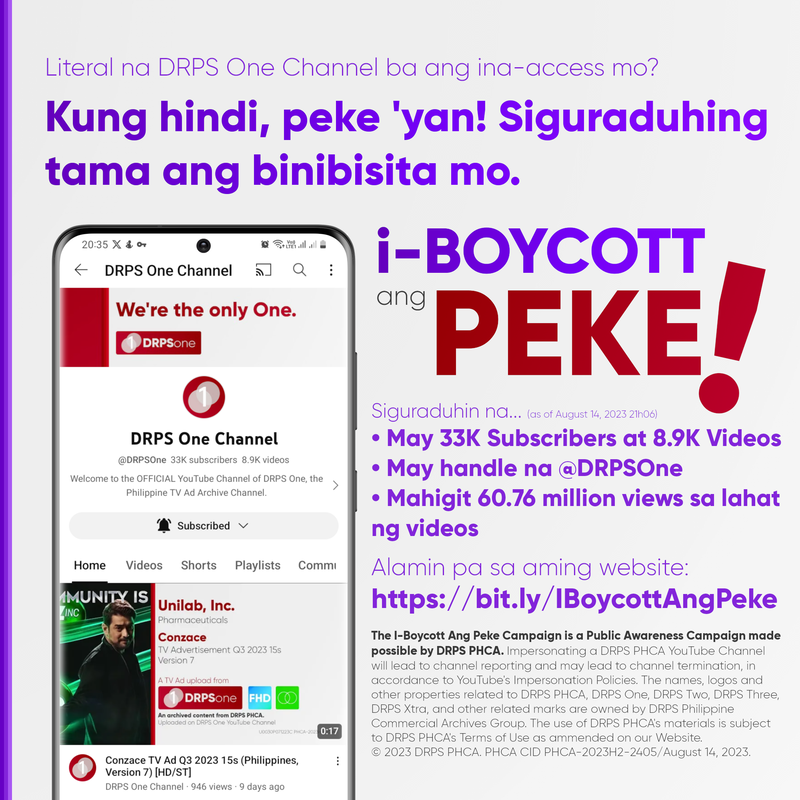 Literal na DRPS One Channel ba ang ina-access mo?
Kung hindi, peke 'yan! Siguraduhing
tama ang binibisita mo.
20:35
DRPS One Channel
We're the only One.
1 DRPSone
1
DRPS One Channel
@DRPSOne 33K subscribers 8.9K videos
Welcome to the OFFICIAL YouTube Channel of DRPS One, the
Philippine TV Ad Archive Channel.
Subscribed
Home Videos Shorts Playlists Commu
MMUNITY IS
ZINC
Unilab, Inc.
Pharmaceuticals
Conzace
TV Advertisement Q3 2023 15s
Version 7
A TV Ad upload from
1 DRPSone FHD
An archived content from DRPS PHCA.
Uploaded on DRPS One YouTube Channel
0:17
1
Conzace TV Ad Q3 2023 15s (Philippines,
Version 7) [HD/ST]
DRPS One Channel · 946 views · 9 days ago
i-BOYCOTT
ang
PEKE!
Siguraduhin na... (as of August 14, 2023 21h06)
• May 33K Subscribers at 8.9K Videos
• May handle na @DRPSOne
• Mahigit 60.76 million views sa lahat
ng videos
Alamin pa sa aming website:
https://bit.ly/IBoycottAngPeke
The I-Boycott Ang Peke Campaign is a Public Awareness Campaign made
possible by DRPS PHCA. Impersonating a DRPS PHCA YouTube Channel
will lead to channel reporting and may lead to channel termination, in
accordance to YouTube's Impersonation Policies. The names, logos and
other properties related to DRPS PHCA, DRPS One, DRPS Two, DRPS Three,
DRPS Xtra, and other related marks are owned by DRPS Philippine
Commercial Archives Group. The use of DRPS PHCA's materials is subject
to DRPS PHCA's Terms of Use as ammended on our Website.
© 2023 DRPS PHCA. PHCA CID PHCA-2023H2-2405/August 14, 2023.